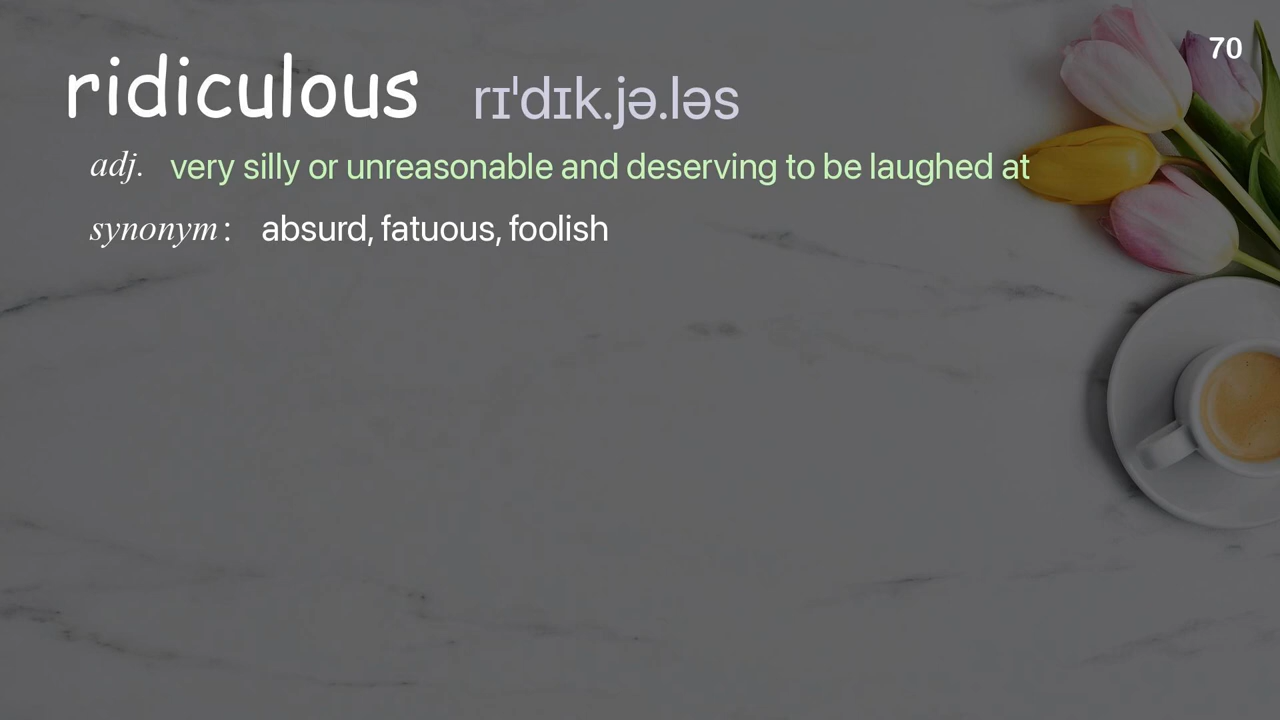 70
ridiculous rɪˈdɪk.jə.ləs
adj. very silly or unreasonable and deserving to be laughed at
synonym: absurd, fatuous, foolish